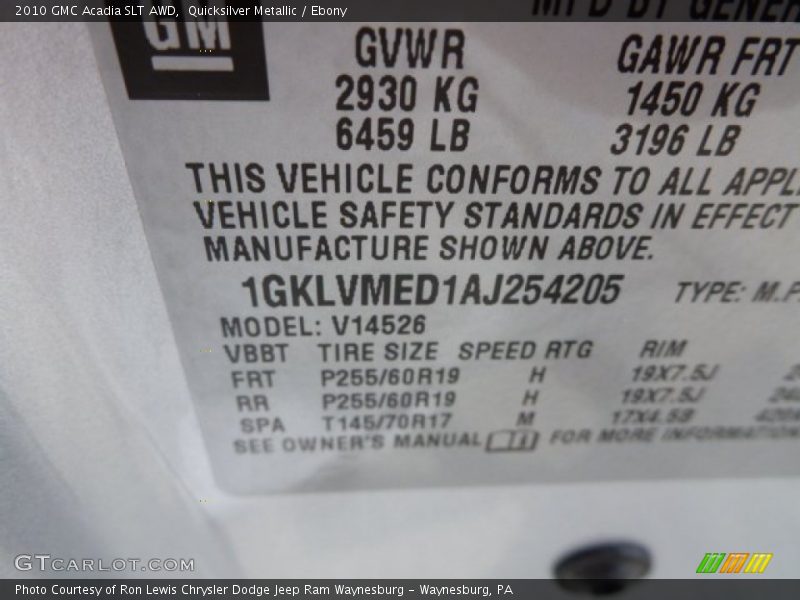 2010 GMC Acadia SLT AWD, Quicksilver Metallic / Ebony
MFD BY GENER
GM
GVWR GAWR FRT
2930 KG 1450 KG
6459 LB 3196 LB
THIS VEHICLE CONFORMS TO ALL APPLI
VEHICLE SAFETY STANDARDS IN EFFECT
MANUFACTURE SHOWN ABOVE.
1GKLVMED1AJ254205 TYPE: M.P
MODEL: V14526
VBBT TIRE SIZE SPEED RTG RIM
FRT P255/60R19 H 19X7.5J
RR P255/60R19 H 19X7.5J
SPA T145/70R17 M 17X4.5B
SEE OWNER'S MANUAL FOR MORE INFORMATION
GTCARLOT.COM
Photo Courtesy of Ron Lewis Chrysler Dodge Jeep Ram Waynesburg - Waynesburg, PA